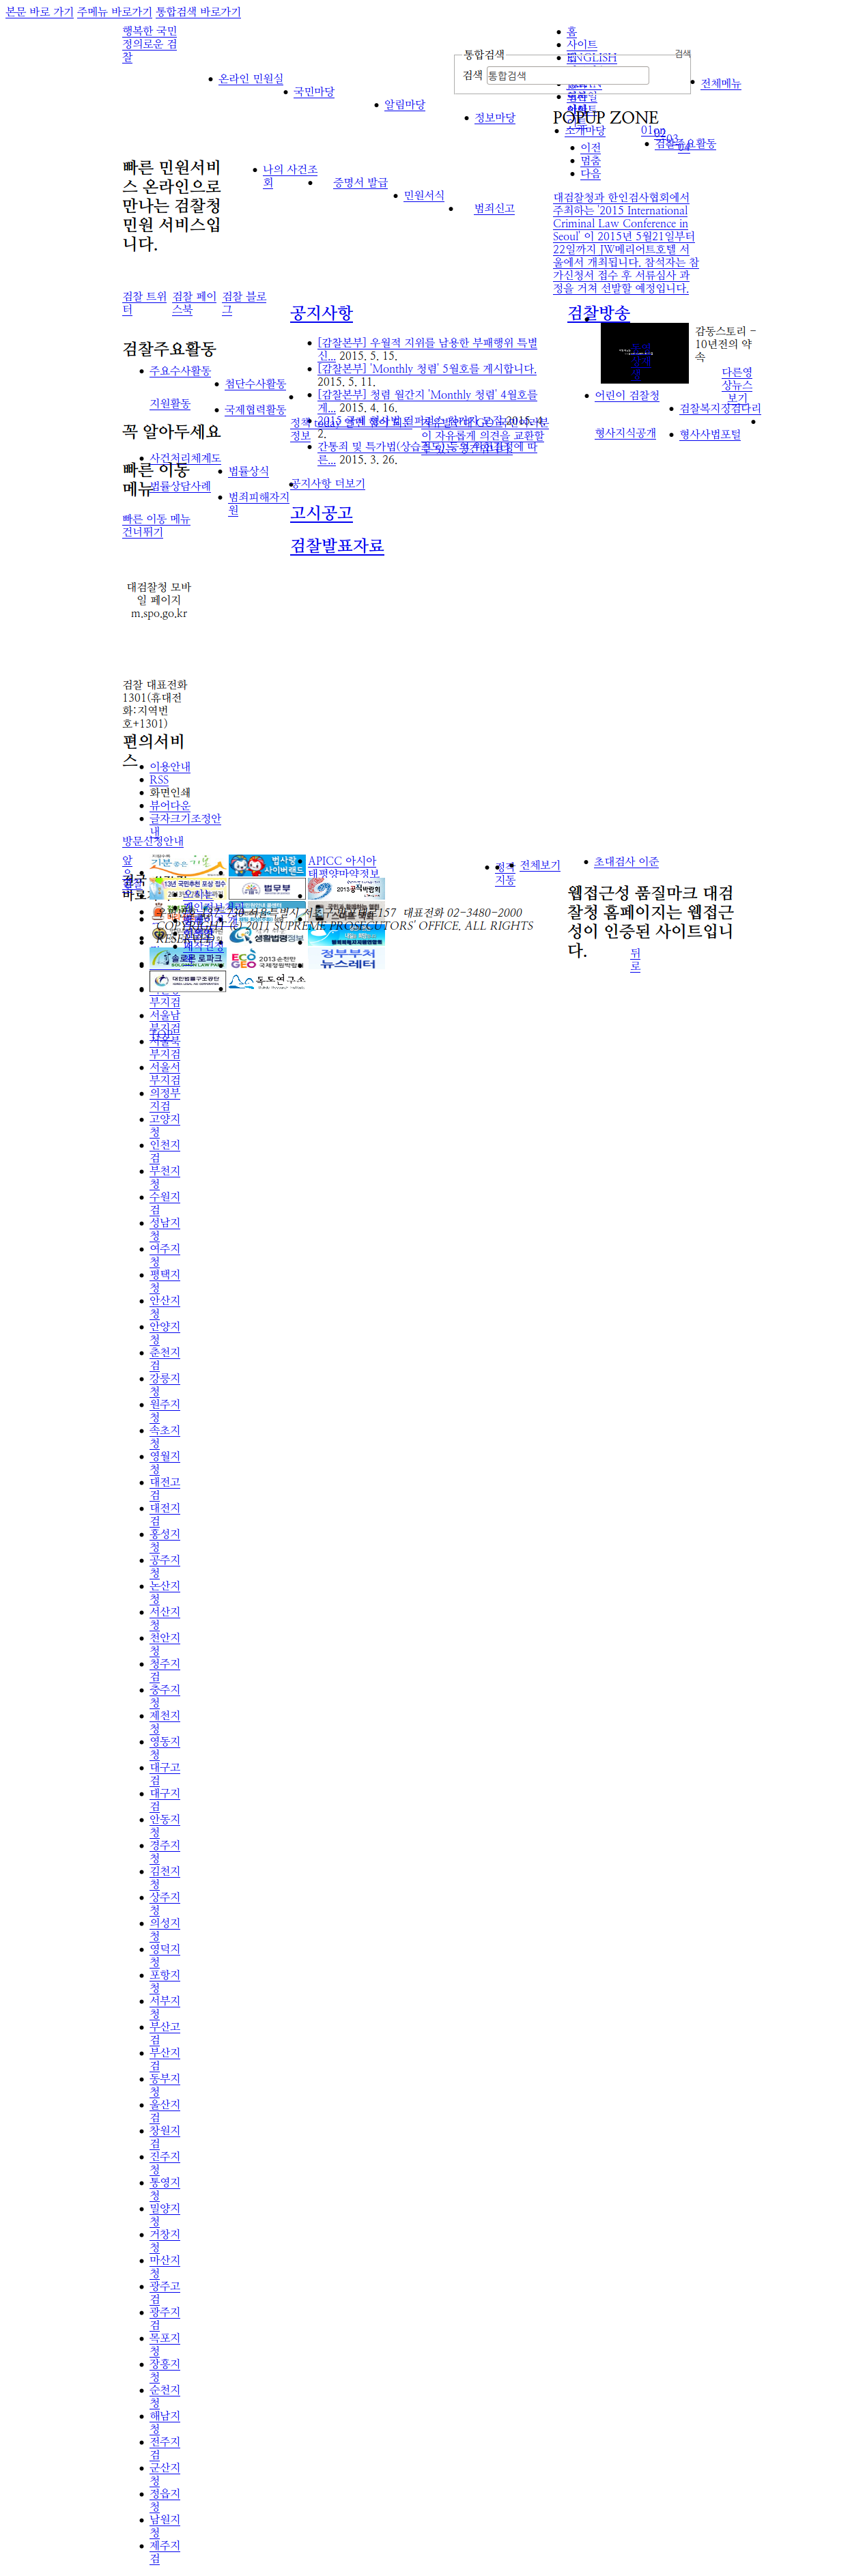 본문 바로 가기 주메뉴 바로가기 통합검색 바로가기
행복한 국민
정의로운 검
찰
홈
사이트
ENGLISH
통합검색
검색
검색 통합검색
온라인 민원실
국민마당
알림마당
정보마당
소개마당
검찰주요활동
전체메뉴
POPUP ZONE
01on
02
03
04
이전
멈춤
다음
빠른 민원서비
스 온라인으로
만나는 검찰청
민원 서비스입
니다.
나의 사건조
회
증명서 발급
민원서식
범죄신고
대검찰청과 한인검사협회에서
주최하는 '2015 International
Criminal Law Conference in
Seoul' 이 2015년 5월21일부터
22일까지 JW메리어트호텔 서
울에서 개최됩니다. 참석자는 참
가신청서 접수 후 서류심사 과
정을 거쳐 선발할 예정입니다.
검찰 트위
터
검찰 페이
스북
검찰 블로
그
공지사항
[감찰본부] 우월적 지위를 남용한 부패행위 특별
신... 2015. 5. 15.
[감찰본부] 'Monthly 청렴' 5월호를 게시합니다.
2015. 5. 11.
[감찰본부] 청렴 월간지 'Monthly 청렴' 4월호를
게... 2015. 4. 16.
2015. 4.
2.
간통죄 및 특가법(상습절도) 등 위헌결정에 따
른... 2015. 3. 26.
공지사항 더보기
고시공고
검찰발표자료
검찰방송
감동스토리 -
10년전의 약
속
다른영
상뉴스
보기
어린이 검찰청
검찰복지징검다리
형사지식공개
형사사법포털
검찰주요활동
주요수사활동
첨단수사활동
지원활동
국제협력활동
꼭 알아두세요
사건처리체계도
법률상식
법률상담사례
범죄피해자지
원
빠른 이동
메뉴
빠른 이동 메뉴
건너뛰기
대검찰청 모바
일 페이지
m.spo.go.kr
검찰 대표전화
1301(휴대전
화:지역번
호+1301)
편의서비
스
이용안내
RSS
화면인쇄
뷰어다운
글자크기조정안
내
방문신청안내
범사랑
사이버랜드
APICC 아시아
태평양마약정보
정지
작동
전체보기
초대검사 이준
법무부
생활법령정보
솔로몬 로파크
ECO
GEO
2013순천만
국제정원박람회
정부부처
뉴스레터
대한법률구조공단
독도연구소
대표전화 02-3480-2000
COPYRIGHT (c) 2011 SUPREME PROSECUTORS' OFFICE, ALL RIGHTS
웹접근성 품질마크 대검
찰청 홈페이지는 웹접근
성이 인증된 사이트입니
다.
뒤
로
부지검
서울남
부지검
서울북
부지검
서울서
부지검
의정부
지검
고양지
청
인천지
검
부천지
청
수원지
검
성남지
청
여주지
청
평택지
청
안산지
청
안양지
청
춘천지
검
강릉지
청
원주지
청
속초지
청
영월지
청
대전고
검
대전지
검
홍성지
청
공주지
청
논산지
청
서산지
청
천안지
청
청주지
검
충주지
청
제천지
청
영동지
청
대구고
검
대구지
검
안동지
청
경주지
청
김천지
청
상주지
청
의성지
청
영덕지
청
포항지
청
서부지
청
부산고
검
부산지
검
동부지
청
울산지
검
창원지
검
진주지
청
통영지
청
밀양지
청
거창지
청
마산지
청
광주고
검
광주지
검
목포지
청
장흥지
청
순천지
청
해남지
청
전주지
검
군산지
청
정읍지
청
남원지
청
제주지
검